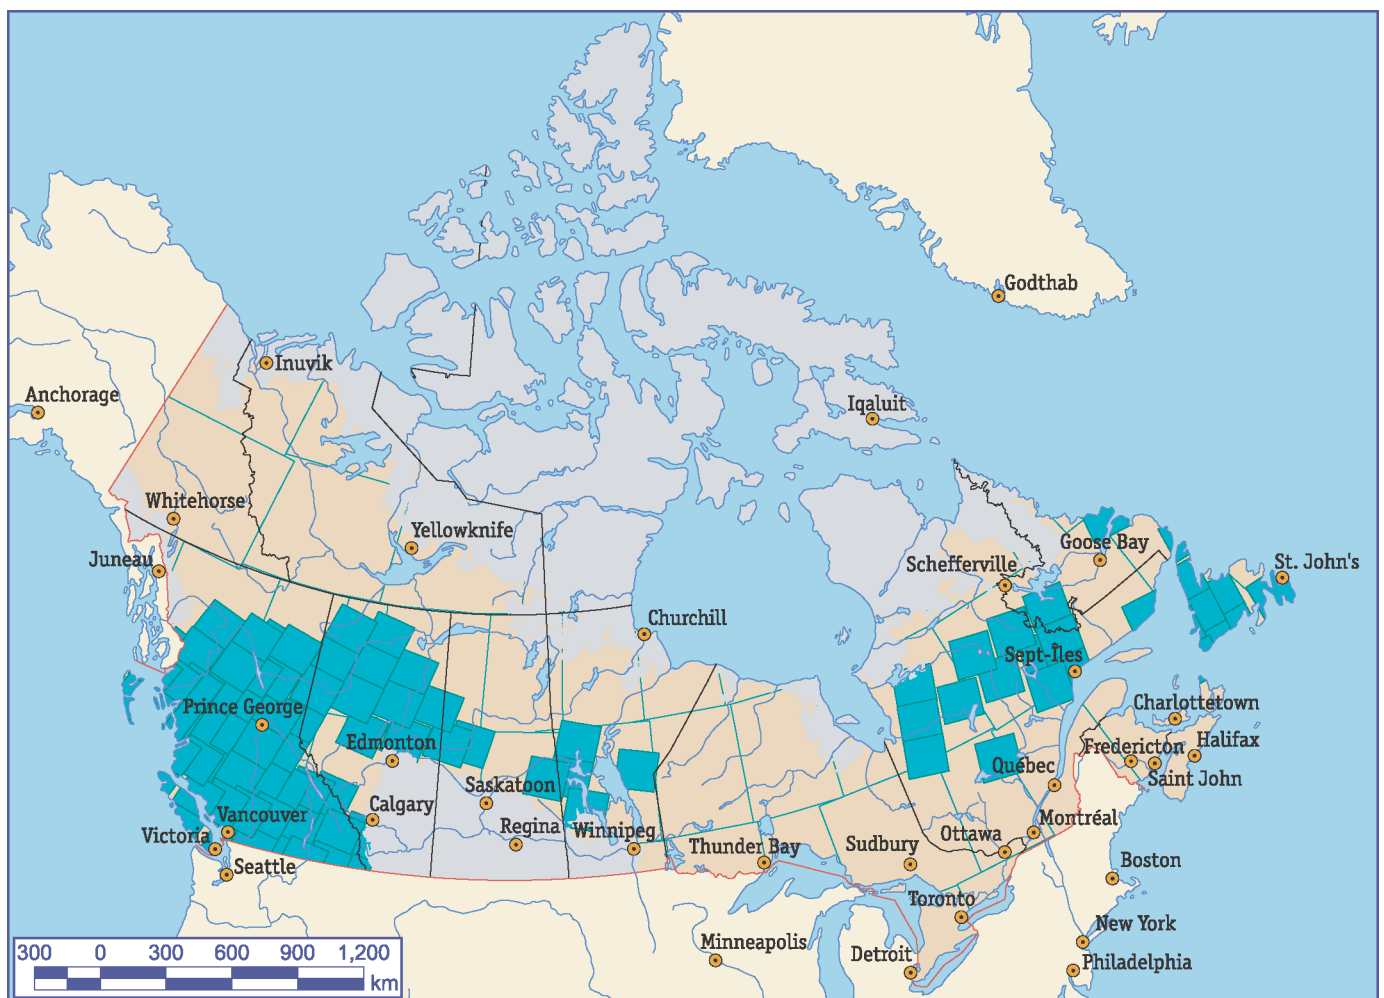 Godthab
Inuvik
Anchorage
Iqaluit
Whitehorse
Yellowknife
Goose Bay
Juneau
Schefferville
St. John's
Churchill
Sept-Îles
Prince George
Charlottetown
Edmonton
Fredericton
Halifax
Québec
Saskatoon
Saint John
Calgary
Vancouver
Montréal
Victoria
Regina
Winnipeg
Ottawa
Thunder Bay
Sudbury
Seattle
Boston
Toronto
New York
Minneapolis
Detroit
Philadelphia
300 0 300 600 900 1,200
km